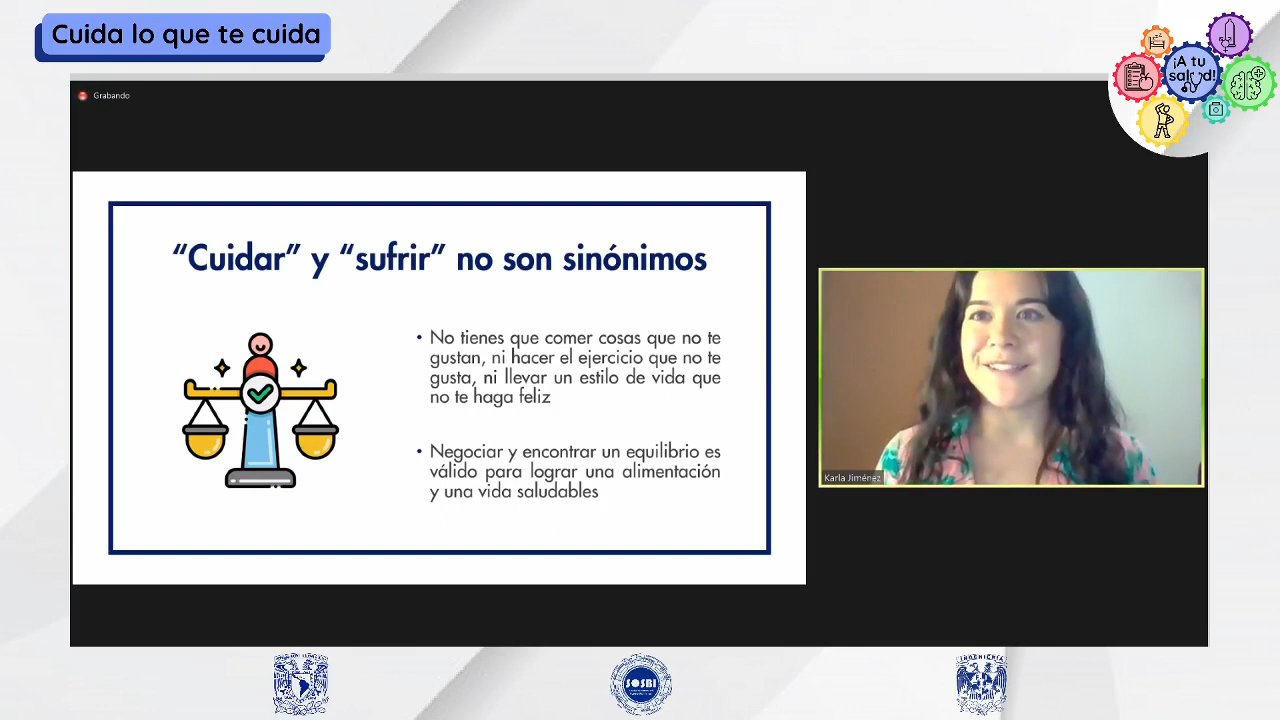 Cuida lo que te cuida
¡A tu
salud!
Grabando
“Cuidar” y “sufrir” no son sinónimos
• No tienes que comer cosas que no te
gustan, ni hacer el ejercicio que no te
gusta, ni llevar un estilo de vida que
no te haga feliz
• Negociar y encontrar un equilibrio es
válido para lograr una alimentación
y una vida saludables
Karla Jiménez
SOSBI
INGENIERIA